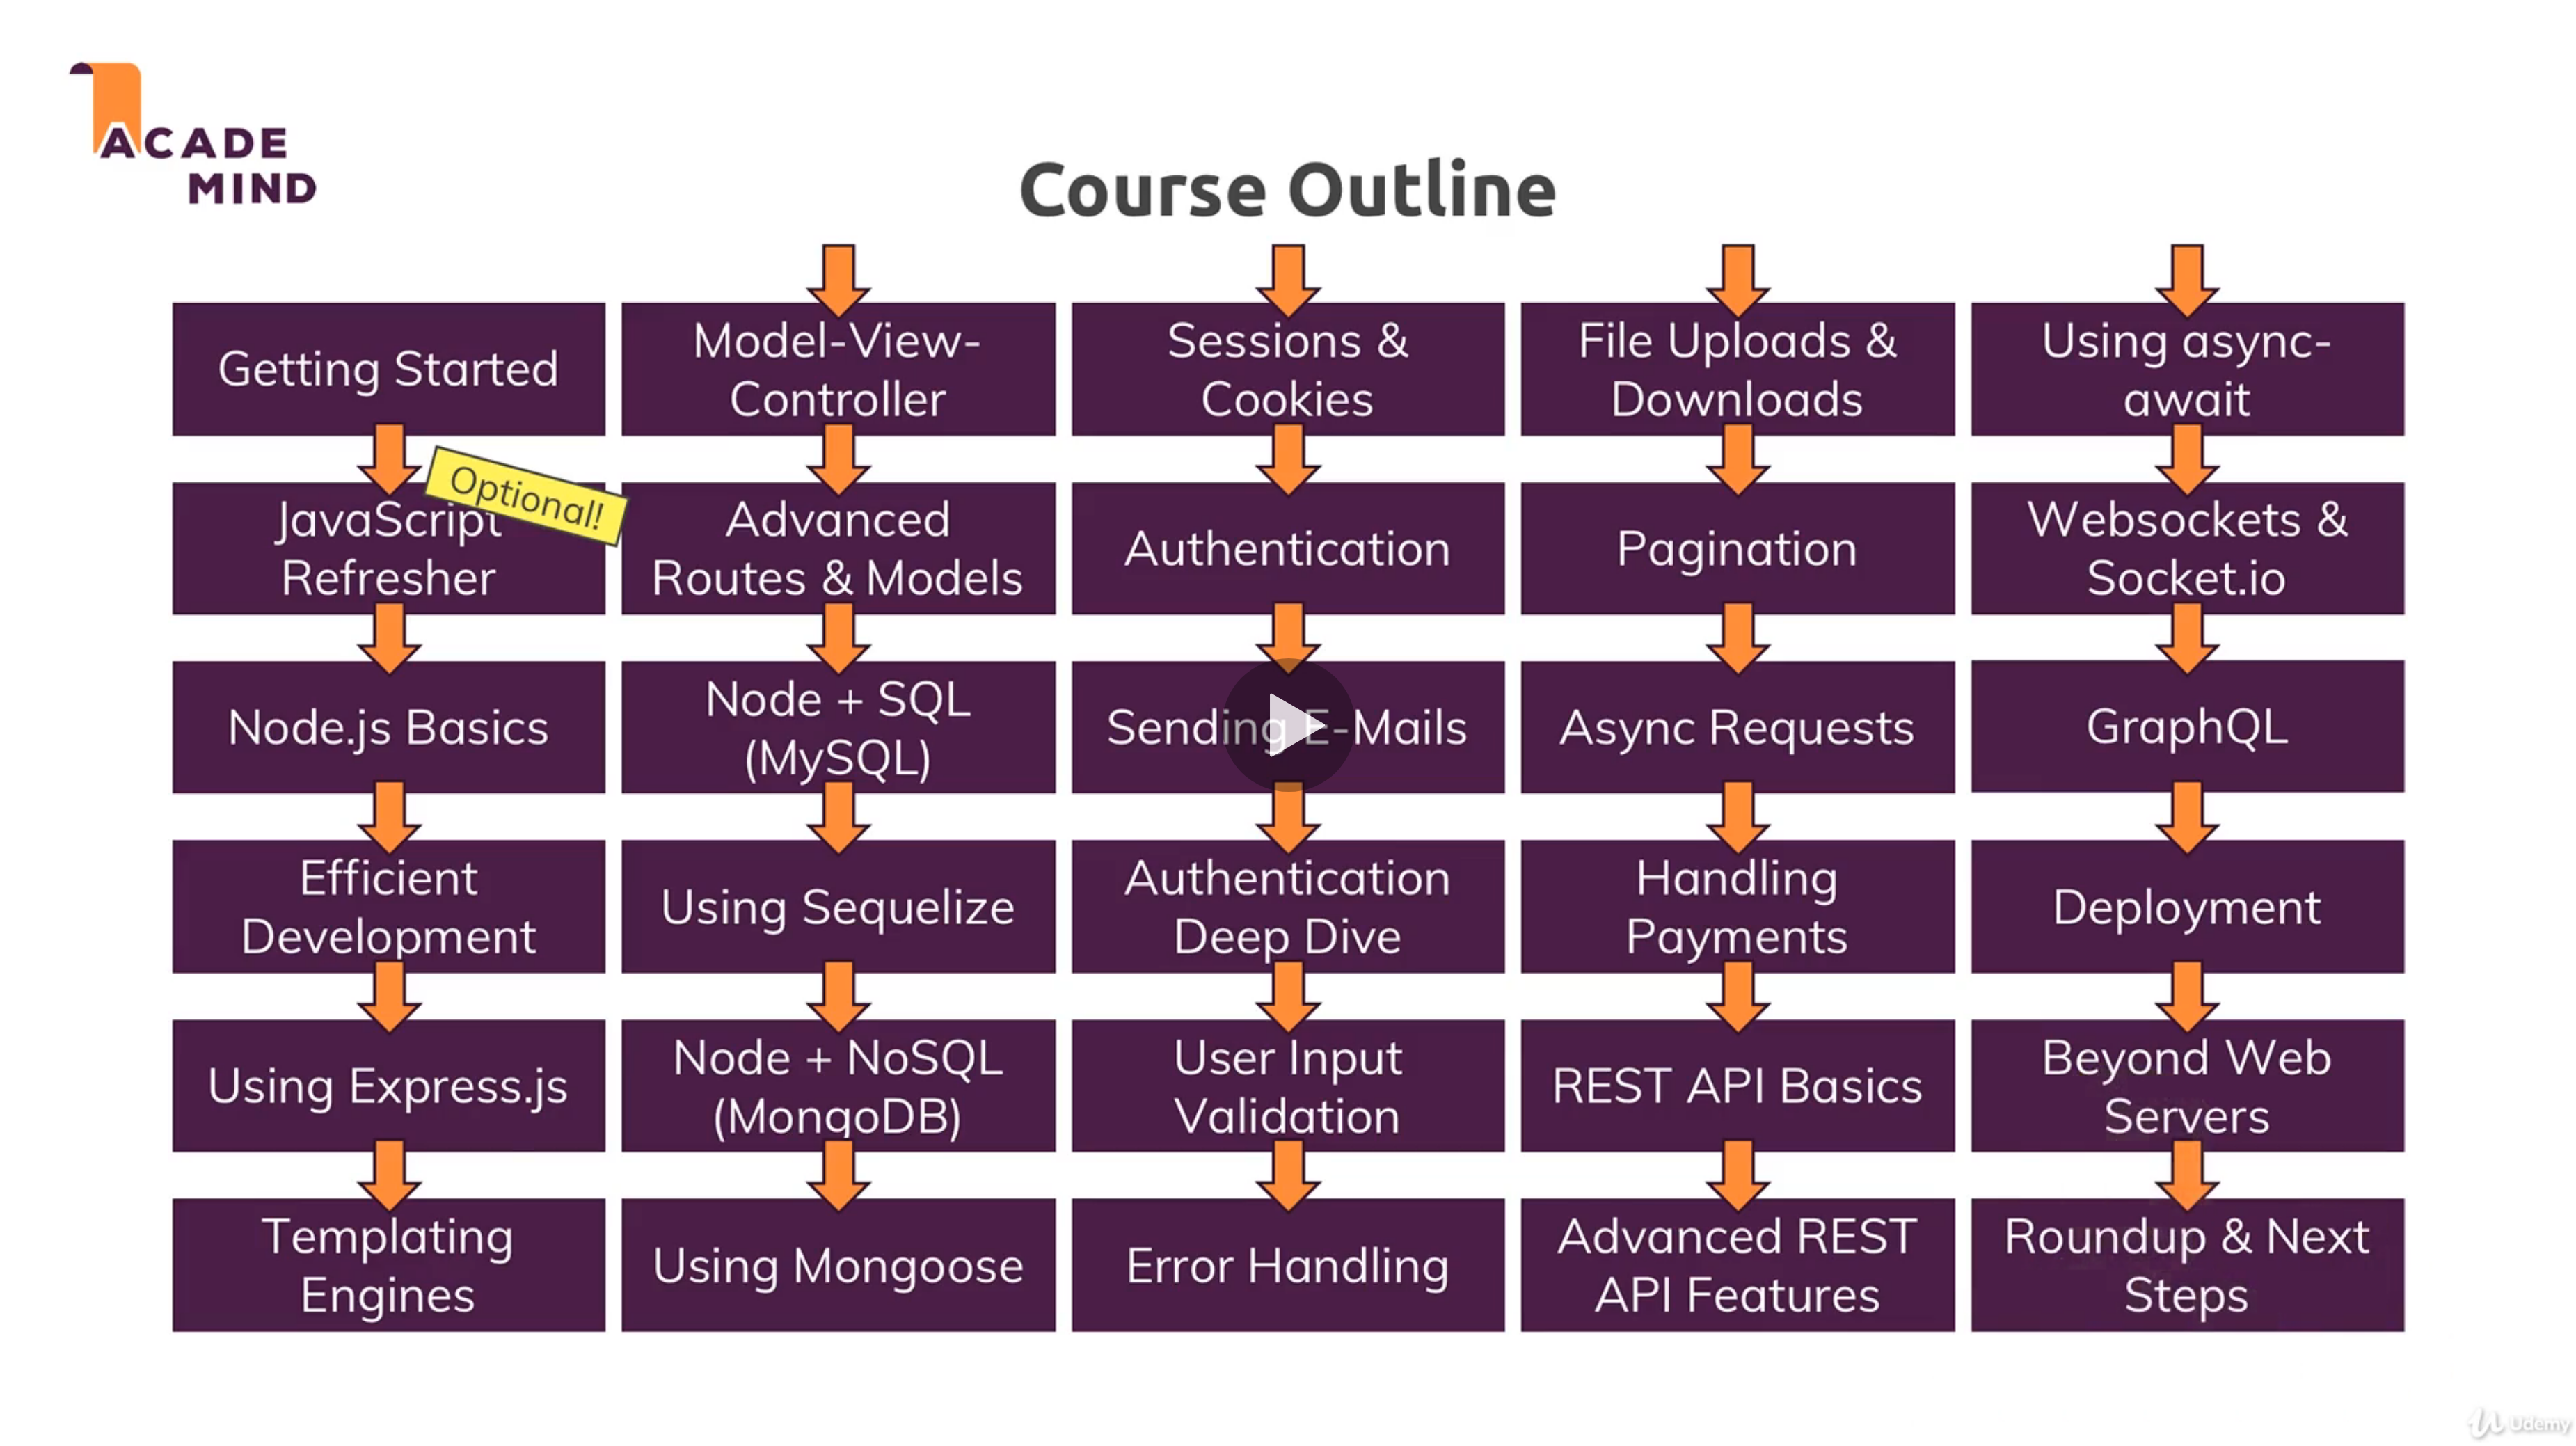 ACADE
MIND
Course Outline
Getting Started
Optional!
JavaScript
Refresher
Node.js Basics
Efficient
Development
Using Express.js
Templating
Engines
Model-View-
Controller
Advanced
Routes & Models
Node + SQL
(MySQL)
Using Sequelize
Node + NoSQL
(MongoDB)
Using Mongoose
Sessions &
Cookies
Authentication
Sending E-Mails
Authentication
Deep Dive
User Input
Validation
Error Handling
File Uploads &
Downloads
Pagination
Async Requests
Handling
Payments
REST API Basics
Advanced REST
API Features
Using async-
await
Websockets &
Socket.io
GraphQL
Deployment
Beyond Web
Servers
Roundup & Next
Steps
Udemy